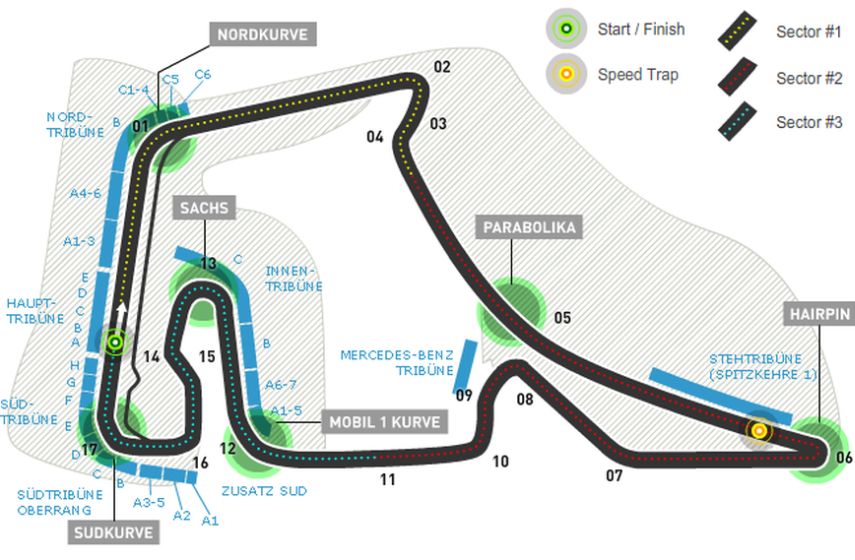 NORDKURVE
Start / Finish
Sector #1
Speed Trap
Sector #2
Sector #3
02
C6
C5
C1-4
B
NORD-
TRIBÜNE
01
03
04
A4-6
SACHS
PARABOLIKA
A1-3
C
13
INNEN-
TRIBÜNE
E
D
C
B
A
HAUPT-
TRIBÜNE
05
HAIRPIN
B
14
15
MERCEDES-BENZ
TRIBÜNE
STEHTRIBÜNE
(SPITZKEHRE 1)
H
G
F
E
D
C
B
SÜD-
TRIBÜNE
A6-7
A1-5
09
08
MOBIL 1 KURVE
17
12
16
10
06
07
11
SÜDTRIBÜNE
OBERRANG
A3-5
A2
A1
ZUSATZ SUD
SUDKURVE